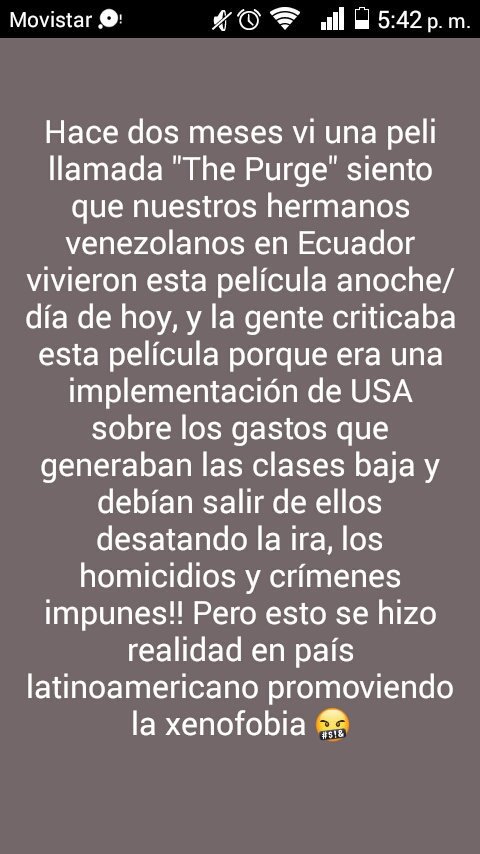 Movistar
5:42 p. m.
Hace dos meses vi una peli
llamada "The Purge" siento
que nuestros hermanos
venezolanos en Ecuador
vivieron esta película anoche/
día de hoy, y la gente criticaba
esta película porque era una
implementación de USA
sobre los gastos que
generaban las clases baja y
debían salir de ellos
desatando la ira, los
homicidios y crímenes
impunes!! Pero esto se hizo
realidad en país
latinoamericano promoviendo
la xenofobia 🤬